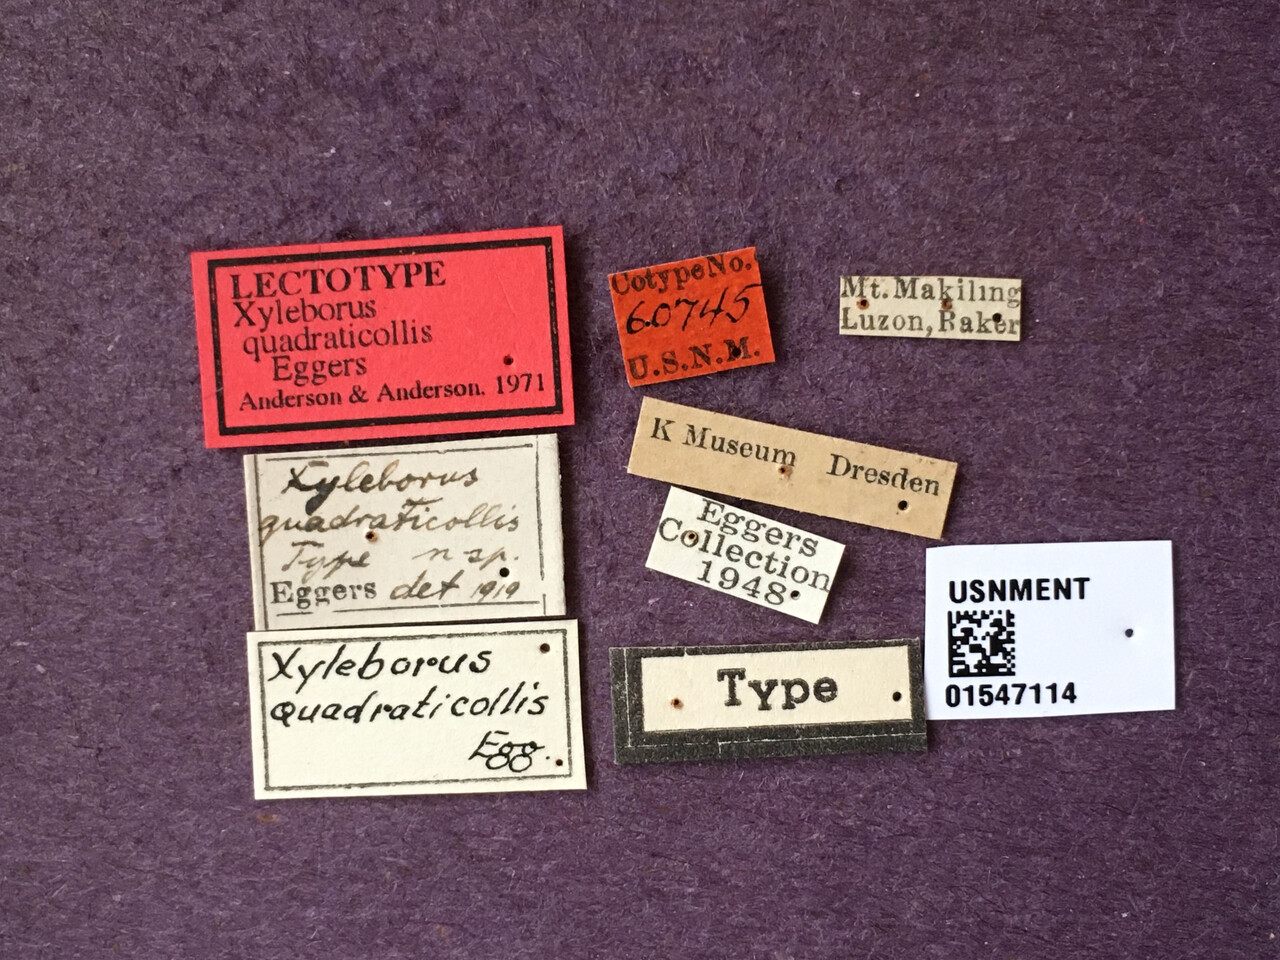 LECTOTYPE
Xyleborus
quadraticollis
Eggers
Anderson & Anderson. 1971
Cotype No.
60745
U.S.N.M.
Mt. Makiling
Luzon, Baker
Xyleborus
quadraticollis
Type n sp.
Eggers det 1919
K Museum Dresden
Eggers
Collection
1948
Xyleborus
quadraticollis
Egg.
Type
USNMENT
01547114